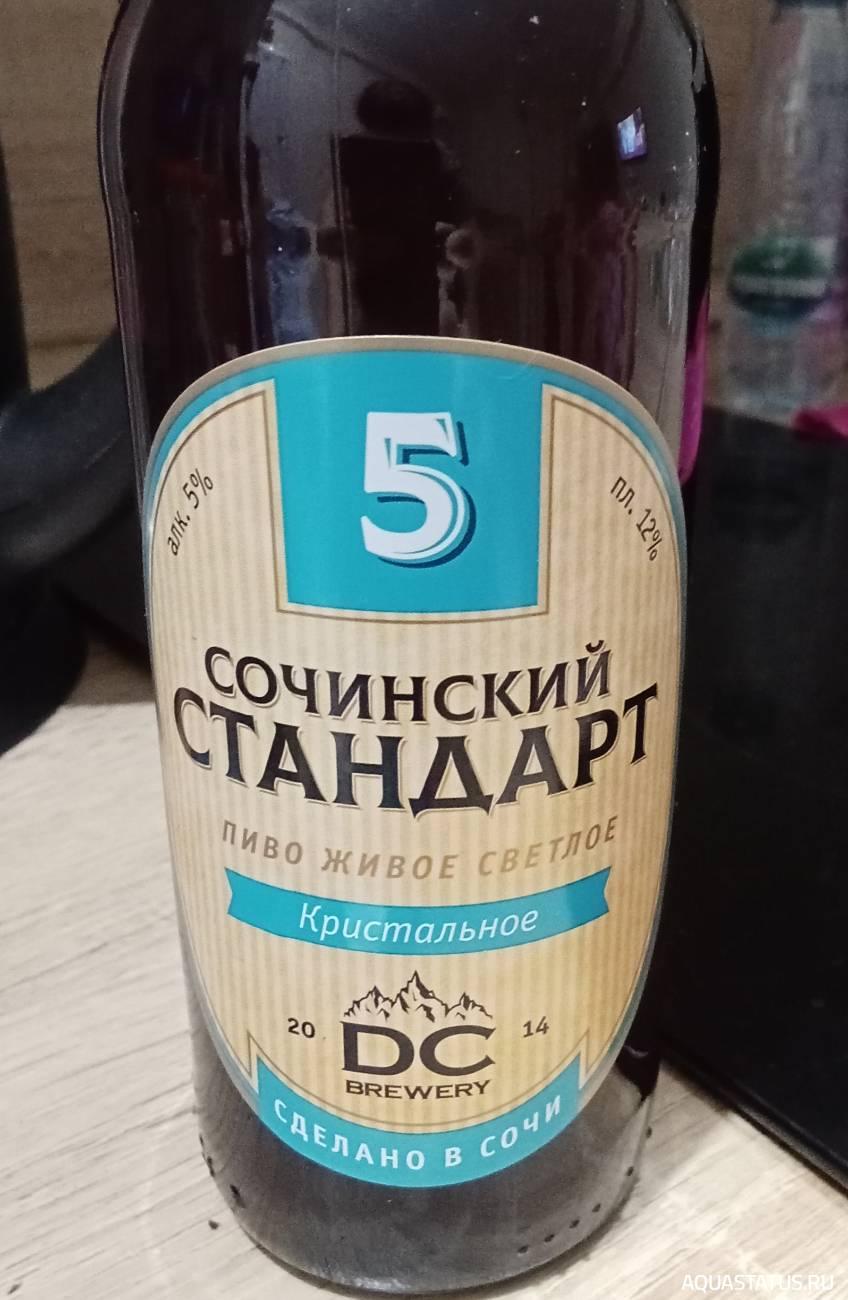 5
алк. 5%
пл. 12%
СОЧИНСКИЙ
СТАНДАРТ
ПИВО ЖИВОЕ СВЕТЛОЕ
Кристальное
20 14
DC
BREWERY
СДЕЛАНО В СОЧИ
AQUASTATUS.RU